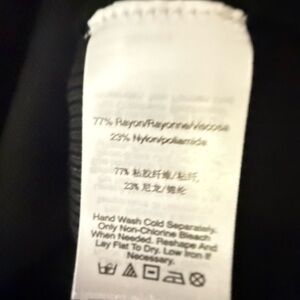 77% Rayon/Rayonne/viscosa
23% Nylon/poliamida
77% 粘胶纤维/粘纤
23% 尼龙/锦纶
Hand Wash Cold Separately.
Only Non-Chlorine Bleach
When Needed. Reshape And
Lay Flat To Dry. Low Iron If
Necessary.